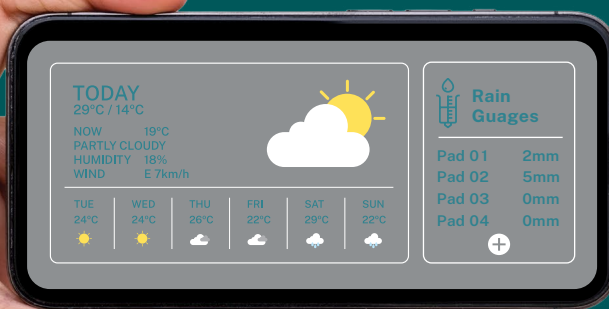 TODAY
29°C / 14°C
NOW 19°C
PARTLY CLOUDY
HUMIDITY 18%
WIND E 7km/h
TUE WED THU FRI SAT SUN
24°C 24°C 26°C 22°C 29°C 22°C
Rain
Guages
Pad 01 2mm
Pad 02 5mm
Pad 03 0mm
Pad 04 0mm